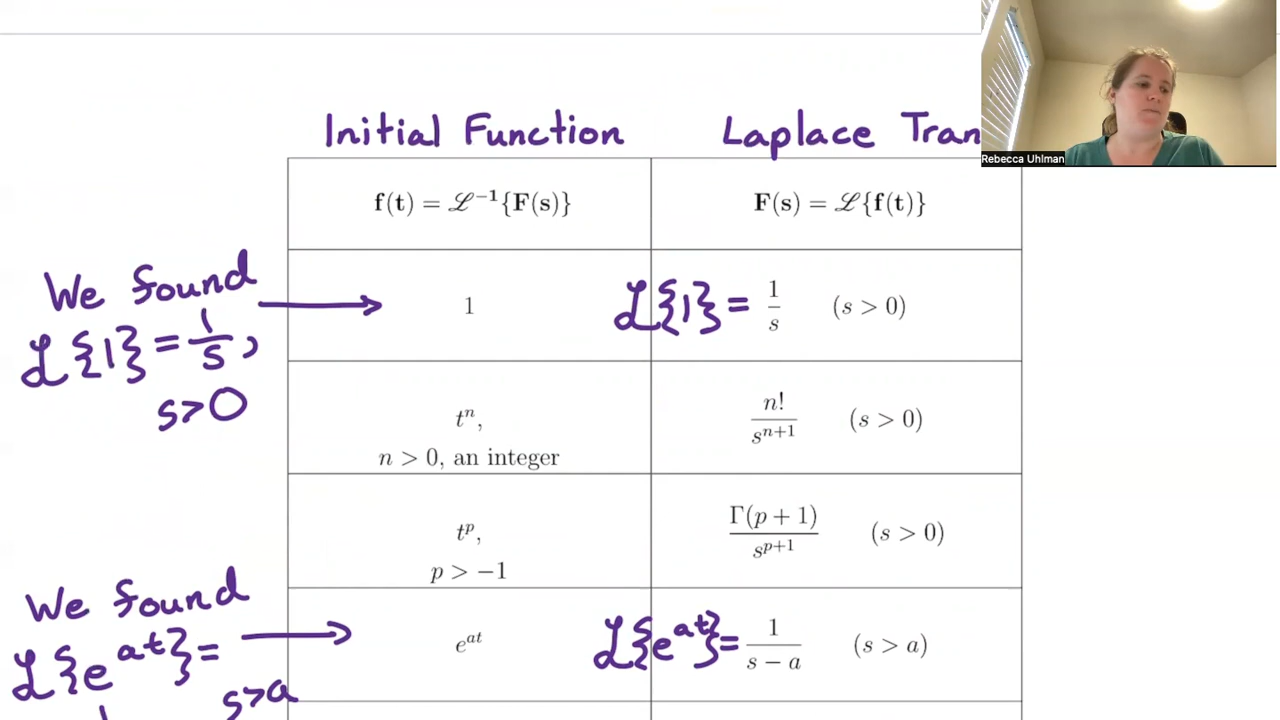 Initial Function
Laplace Tran
Rebecca Uhlman
f(t) = ℒ⁻¹{F(s)}
F(s) = ℒ{f(t)}
We found
ℒ{1} = 1/s,
s>0
1
ℒ{1} = 1/s (s > 0)
tⁿ,
n > 0, an integer
n!/sⁿ⁺¹ (s > 0)
tᵖ,
p > −1
Γ(p + 1)/sᵖ⁺¹ (s > 0)
We found
ℒ{eᵃᵗ} =
s>a
eᵃᵗ
ℒ{eᵃᵗ} = 1/(s − a) (s > a)